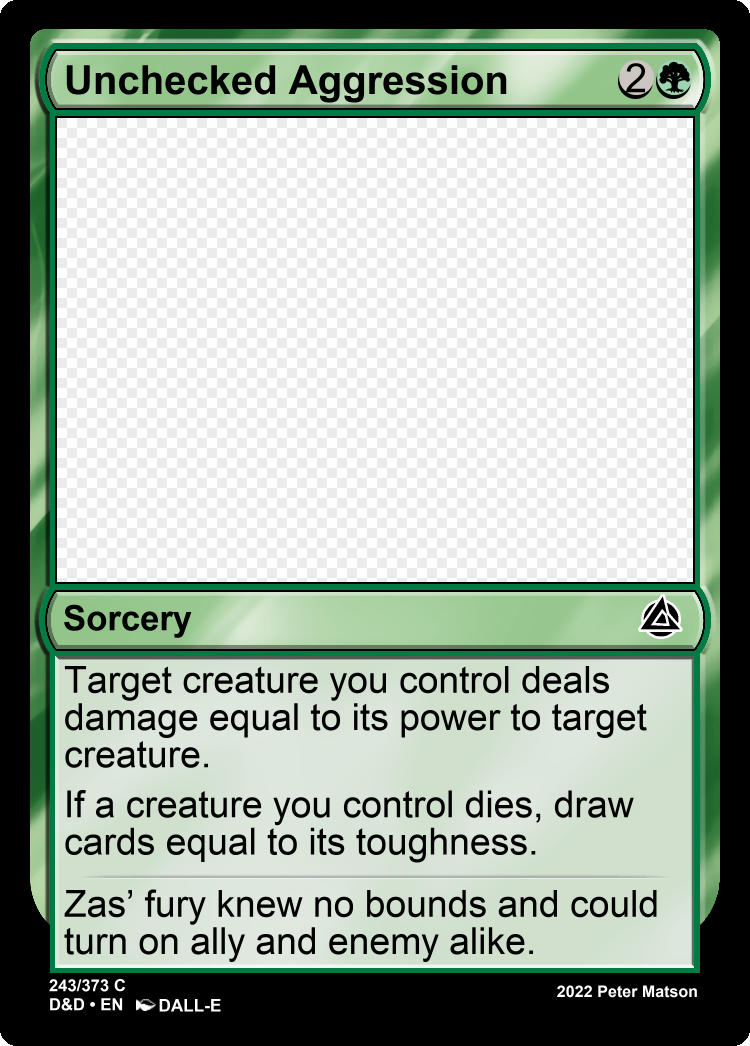 Unchecked Aggression 2
Sorcery
Target creature you control deals
damage equal to its power to target
creature.
If a creature you control dies, draw
cards equal to its toughness.
Zas’ fury knew no bounds and could
turn on ally and enemy alike.
243/373 C
D&D • EN DALL-E
2022 Peter Matson